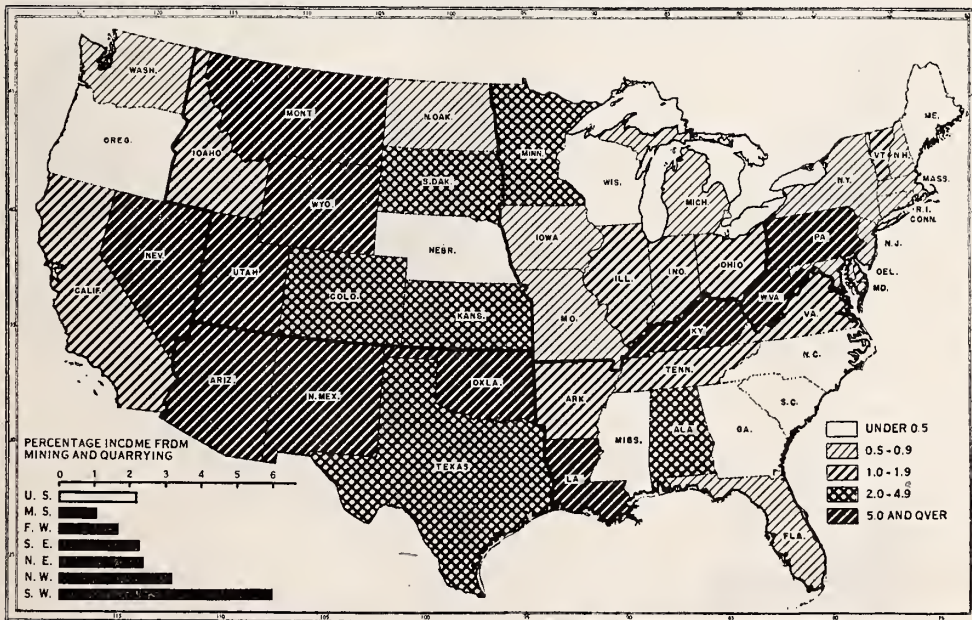 WASH.
OREG.
IDAHO
MONT.
WYO.
NEV.
UTAH
CALIF.
ARIZ.
N. MEX.
COLO.
N. DAK.
S. DAK.
NEBR.
KANS.
OKLA.
TEXAS
MINN.
IOWA
MO.
ARK.
LA.
WIS.
ILL.
IND.
MICH.
OHIO
KY.
TENN.
MISS.
ALA.
GA.
FLA.
S.C.
N.C.
VA.
W.VA.
PA.
N.Y.
VT.
N.H.
ME.
MASS.
R.I.
CONN.
N.J.
DEL.
MD.
PERCENTAGE INCOME FROM
MINING AND QUARRYING
0 1 2 3 4 5 6
U. S.
M. S.
F. W.
S. E.
N. E.
N. W.
S. W.
UNDER 0.5
0.5 - 0.9
1.0 - 1.9
2.0 - 4.9
5.0 AND OVER